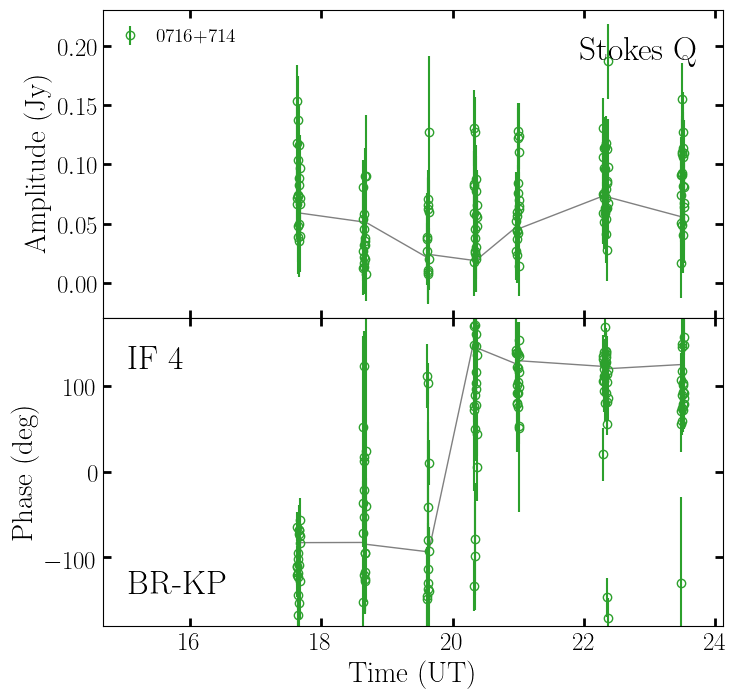 0716+714
Stokes Q
0.20
0.15
0.10
0.05
0.00
Amplitude (Jy)
IF 4
100
0
−100
Phase (deg)
BR-KP
16 18 20 22 24
Time (UT)